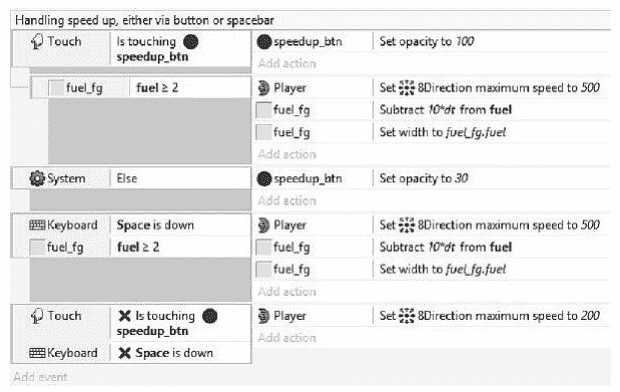 Handling speed up, either via button or spacebar
Touch Is touching speedup_btn Set opacity to 100
speedup_btn
Add action
fuel_fg fuel ≥ 2 Player Set 8Direction maximum speed to 500
fuel_fg Subtract 10*dt from fuel
fuel_fg Set width to fuel_fg.fuel
Add action
System Else speedup_btn Set opacity to 30
Add action
Keyboard Space is down Player Set 8Direction maximum speed to 500
fuel_fg fuel ≥ 2 fuel_fg Subtract 10*dt from fuel
fuel_fg Set width to fuel_fg.fuel
Add action
Touch Is touching Player Set 8Direction maximum speed to 200
speedup_btn Add action
Keyboard Space is down
Add event